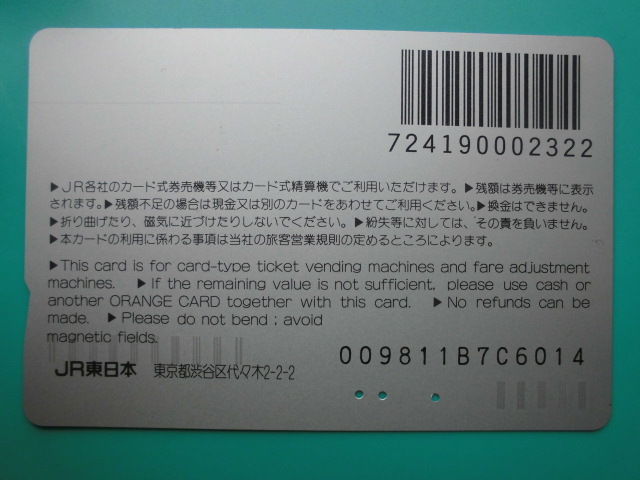 724190002322
▶JR各社のカード式券売機等又はカード式精算機でご利用いただけます。▶残額は券売機等に表示
されます。▶残額不足の場合は現金又は別のカードをあわせてご利用ください。▶換金はできません。
▶折り曲げたり、磁気に近づけたりしないでください。▶紛失等に対しては、その責を負いません。
▶本カードの利用に係わる事項は当社の旅客営業規則の定めるところによります。
▶This card is for card-type ticket vending machines and fare adjustment
machines. ▶If the remaining value is not sufficient, please use cash or
another ORANGE CARD together with this card. ▶No refunds can be
made. ▶Please do not bend ; avoid
magnetic fields.
009811B7C6014
JR東日本 東京都渋谷区代々木2-2-2